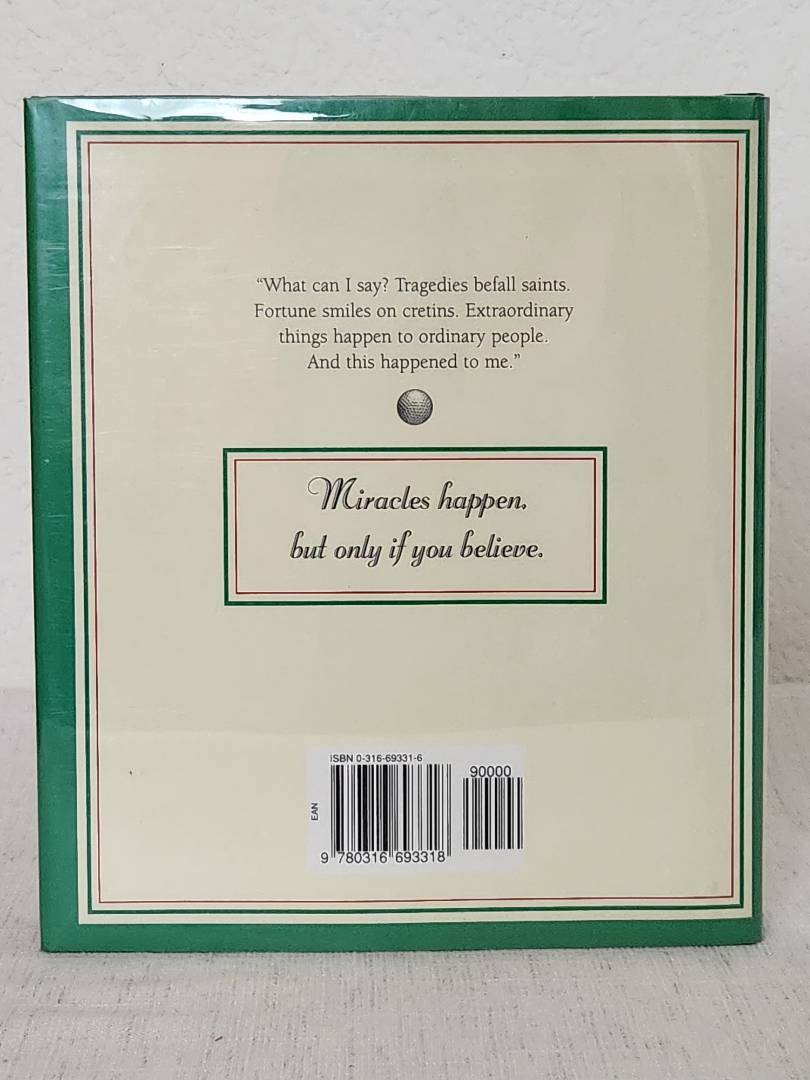 “What can I say? Tragedies befall saints.
Fortune smiles on cretins. Extraordinary
things happen to ordinary people.
And this happened to me.”
Miracles happen,
but only if you believe.
ISBN 0-316-69331-6
90000
EAN
9 780316 693318